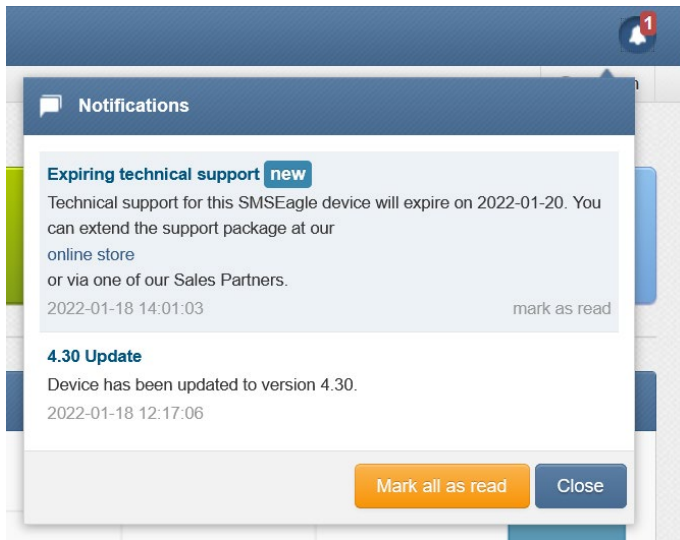 1
Notifications
Expiring technical support new
Technical support for this SMSEagle device will expire on 2022-01-20. You
can extend the support package at our
online store
or via one of our Sales Partners.
2022-01-18 14:01:03 mark as read
4.30 Update
Device has been updated to version 4.30.
2022-01-18 12:17:06
Mark all as read Close